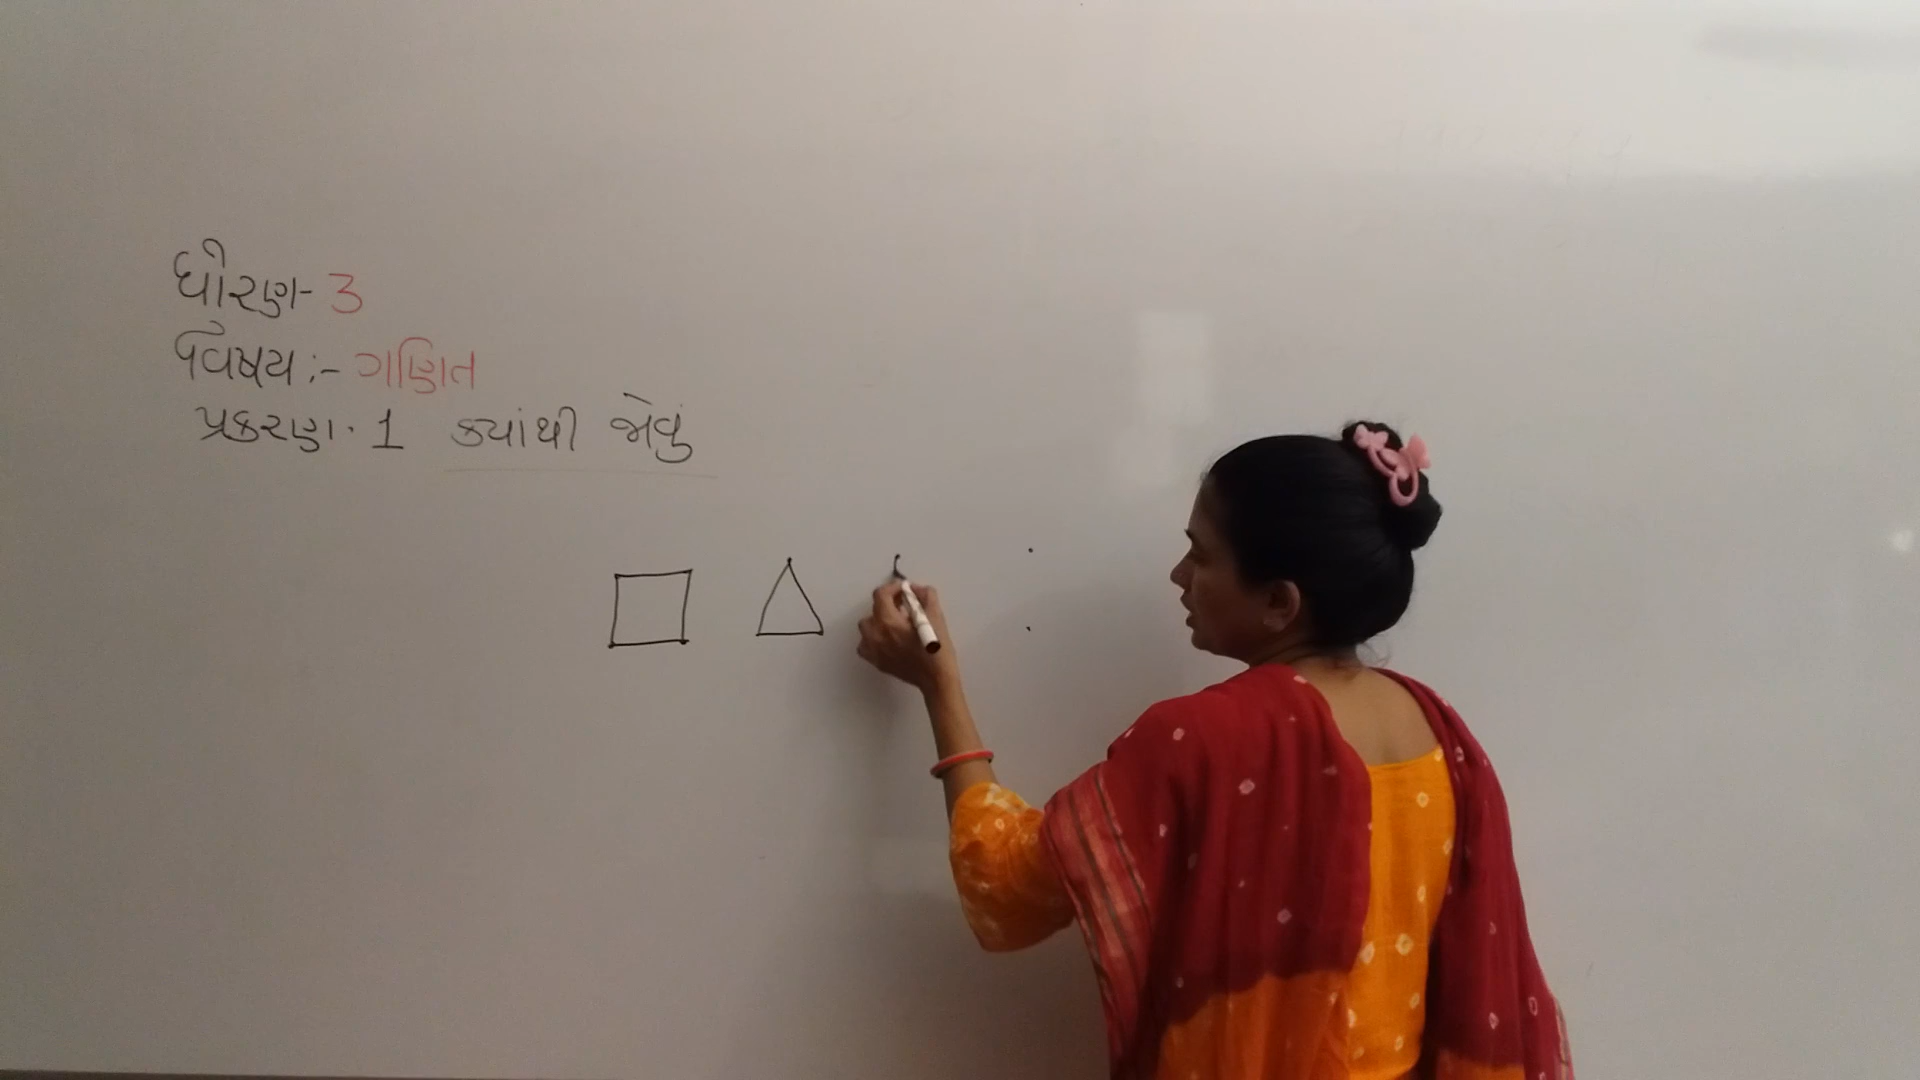 ધોરણ- 3
વિષય :- ગણિત
પ્રકરણ. 1 ક્યાંથી જોવું